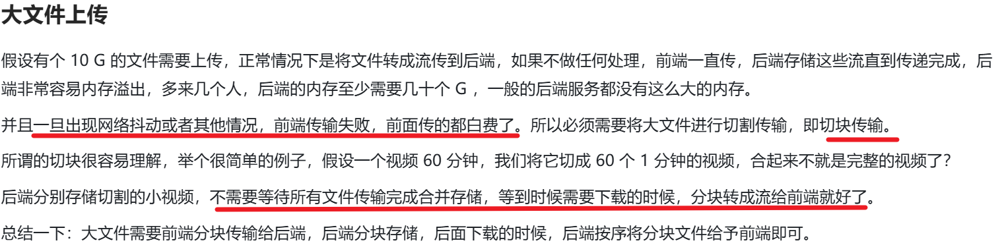 大文件上传
假设有个 10 G 的文件需要上传，正常情况下是将文件转成流传到后端，如果不做任何处理，前端一直传，后端存储这些流直到传递完成，后
端非常容易内存溢出，多来几个人，后端的内存至少需要几十个 G ，一般的后端服务都没有这么大的内存。
并且一旦出现网络抖动或者其他情况，前端传输失败，前面传的都白费了。所以必须需要将大文件进行切割传输，即切块传输。
所谓的切块很容易理解，举个很简单的例子，假设一个视频 60 分钟，我们将它切成 60 个 1 分钟的视频，合起来不就是完整的视频了？
后端分别存储切割的小视频，不需要等待所有文件传输完成合并存储，等到时候需要下载的时候，分块转成流给前端就好了。
总结一下：大文件需要前端分块传输给后端，后端分块存储，后面下载的时候，后端按序将分块文件给予前端即可。